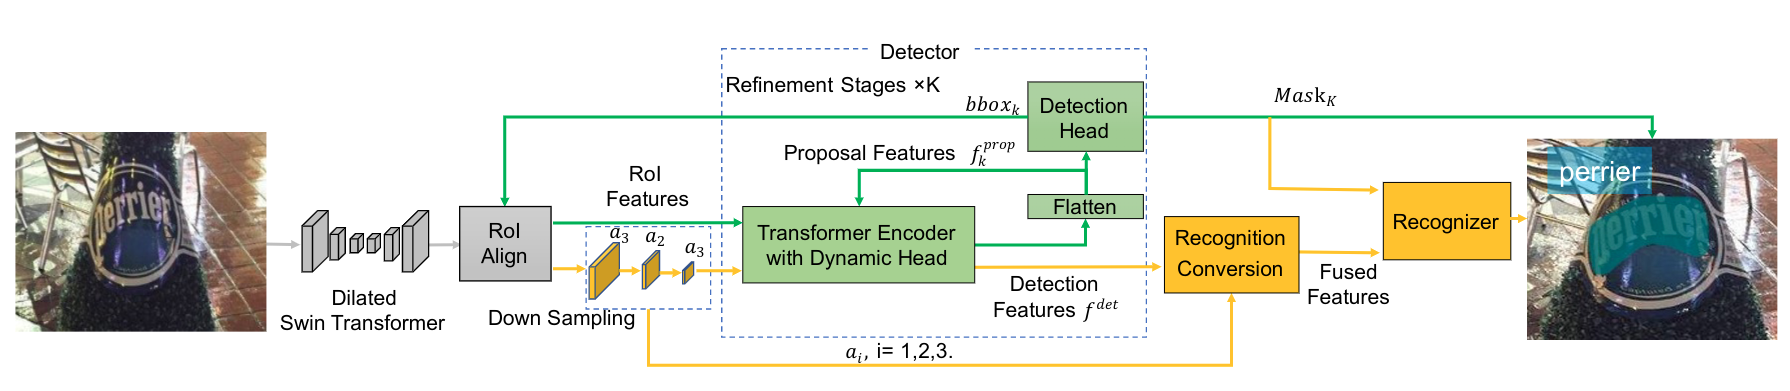 Detector
Refinement Stages ×K
bbox_k
Detection
Head
Mask_K
Proposal Features f_k^{prop}
perrier
perrier
RoI
Features
Flatten
RoI
Align
a_3
a_2
a_3
Transformer Encoder
with Dynamic Head
Recognition
Conversion
Recognizer
perrier
Dilated
Swin Transformer
Down Sampling
Detection
Features f^{det}
Fused
Features
a_i, i= 1,2,3.